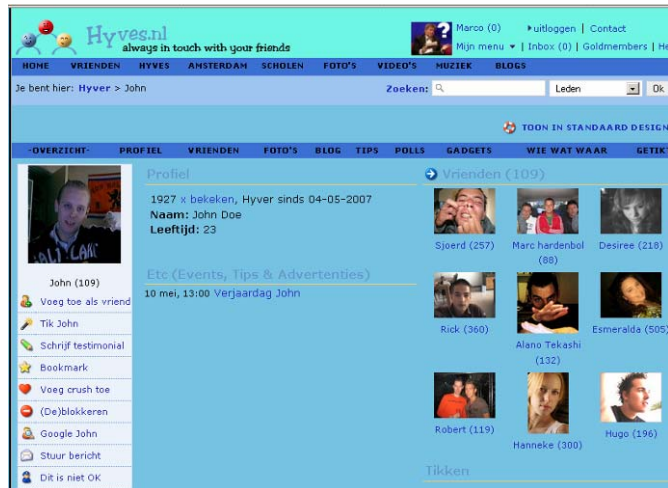 Hyves.nl
always in touch with your friends
Marco (0) uitloggen | Contact
Mijn menu ▾ | Inbox (0) | Goldmembers | He
HOME VRIENDEN HYVES AMSTERDAM SCHOLEN FOTO'S VIDEO'S MUZIEK BLOGS
Je bent hier: Hyver > John
Zoeken: Leden Ok
TOON IN STANDAARD DESIGN
-OVERZICHT- PROFIEL VRIENDEN FOTO'S BLOG TIPS POLLS GADGETS WIE WAT WAAR GETIK
John (109)
Voeg toe als vriend
Tik John
Schrijf testimonial
Bookmark
Voeg crush toe
(De)blokkeren
Google John
Stuur bericht
Dit is niet OK
Profiel
1927 x bekeken, Hyver sinds 04-05-2007
Naam: John Doe
Leeftijd: 23
Etc (Events, Tips & Advertenties)
10 mei, 13:00 Verjaardag John
Vrienden (109)
Sjoerd (257) Marc hardenbol (88) Desiree (218)
Rick (360) Alano Tekashi (132) Esmeralda (505)
Robert (119) Hanneke (300) Hugo (196)
Tikken